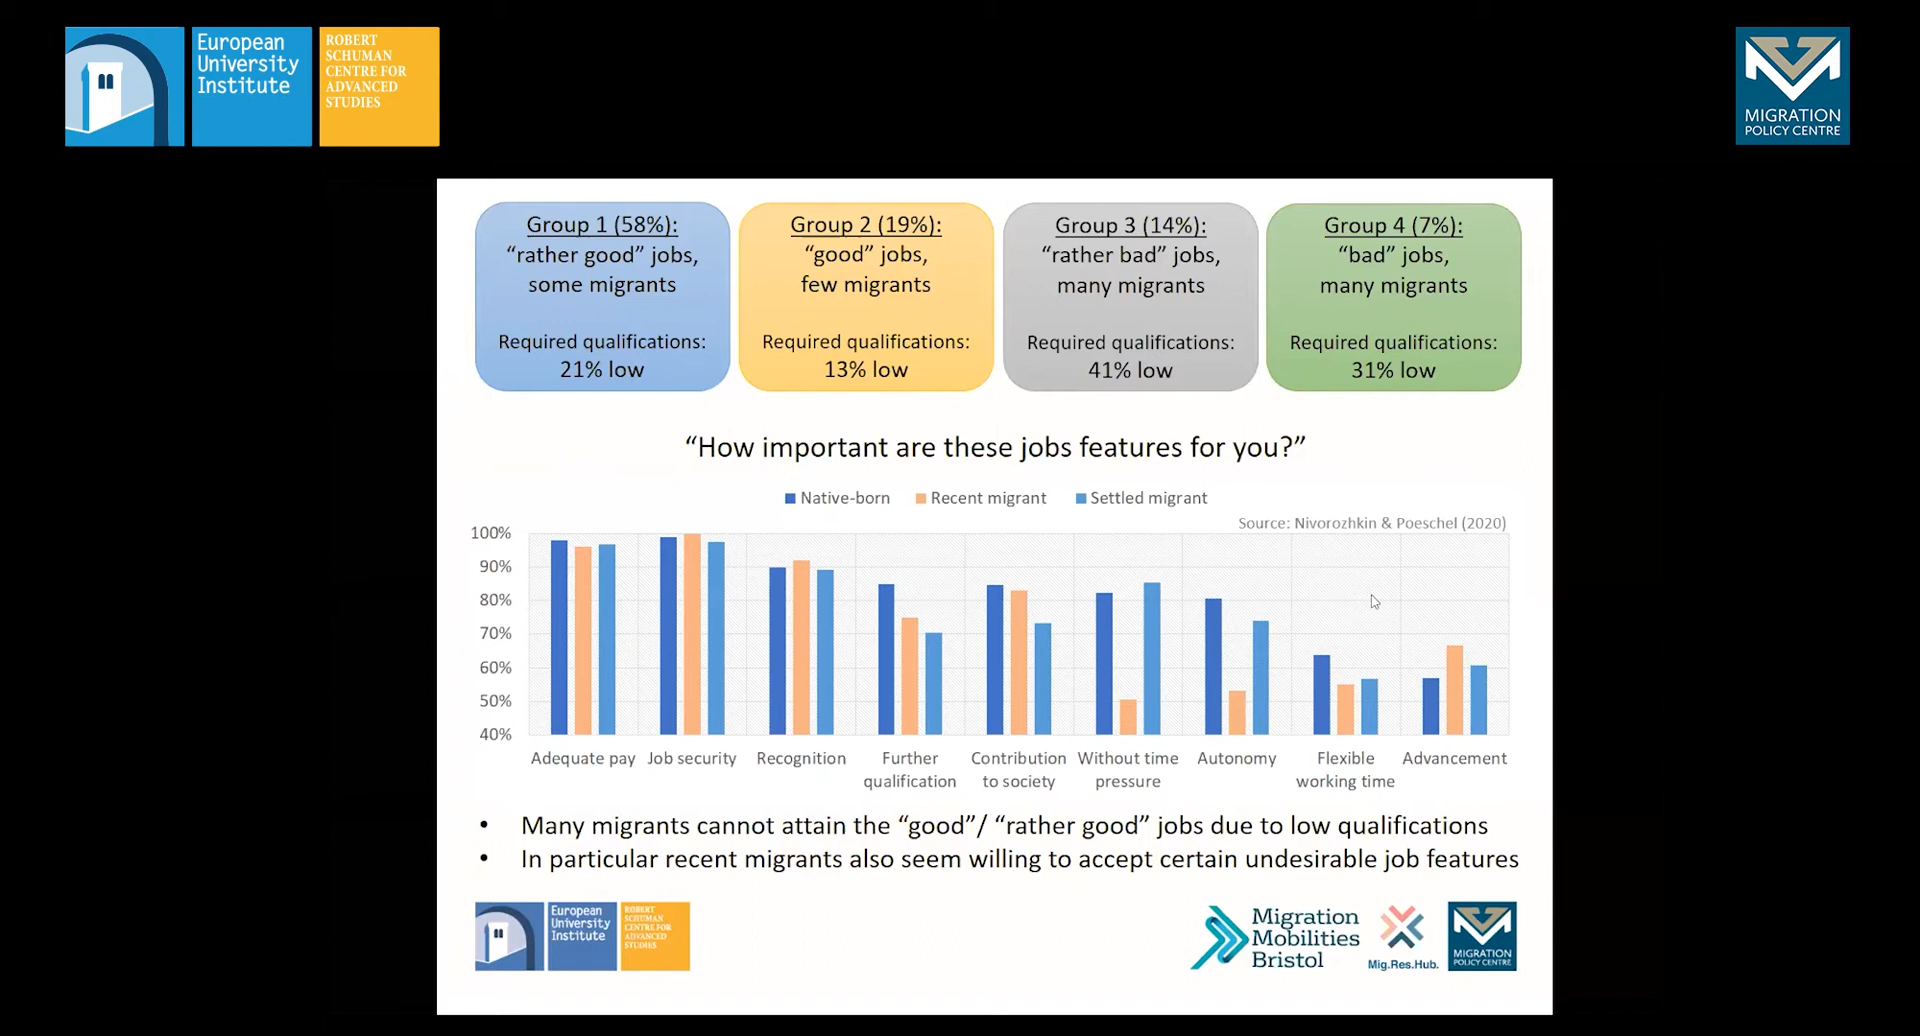 European
University
Institute
ROBERT
SCHUMAN
CENTRE FOR
ADVANCED
STUDIES
MIGRATION
POLICY CENTRE
Group 1 (58%):
“rather good” jobs,
some migrants
Required qualifications:
21% low
Group 2 (19%):
“good” jobs,
few migrants
Required qualifications:
13% low
Group 3 (14%):
“rather bad” jobs,
many migrants
Required qualifications:
41% low
Group 4 (7%):
“bad” jobs,
many migrants
Required qualifications:
31% low
“How important are these jobs features for you?”
Native-born Recent migrant Settled migrant
Source: Nivorozhkin & Poeschel (2020)
100%
90%
80%
70%
60%
50%
40%
Adequate pay
Job security
Recognition
Further
qualification
Contribution
to society
Without time
pressure
Autonomy
Flexible
working time
Advancement
• Many migrants cannot attain the “good”/ “rather good” jobs due to low qualifications
• In particular recent migrants also seem willing to accept certain undesirable job features
European
University
Institute
ROBERT
SCHUMAN
CENTRE FOR
ADVANCED
STUDIES
Migration
Mobilities
Bristol
Mig.Res.Hub.
MIGRATION
POLICY CENTRE